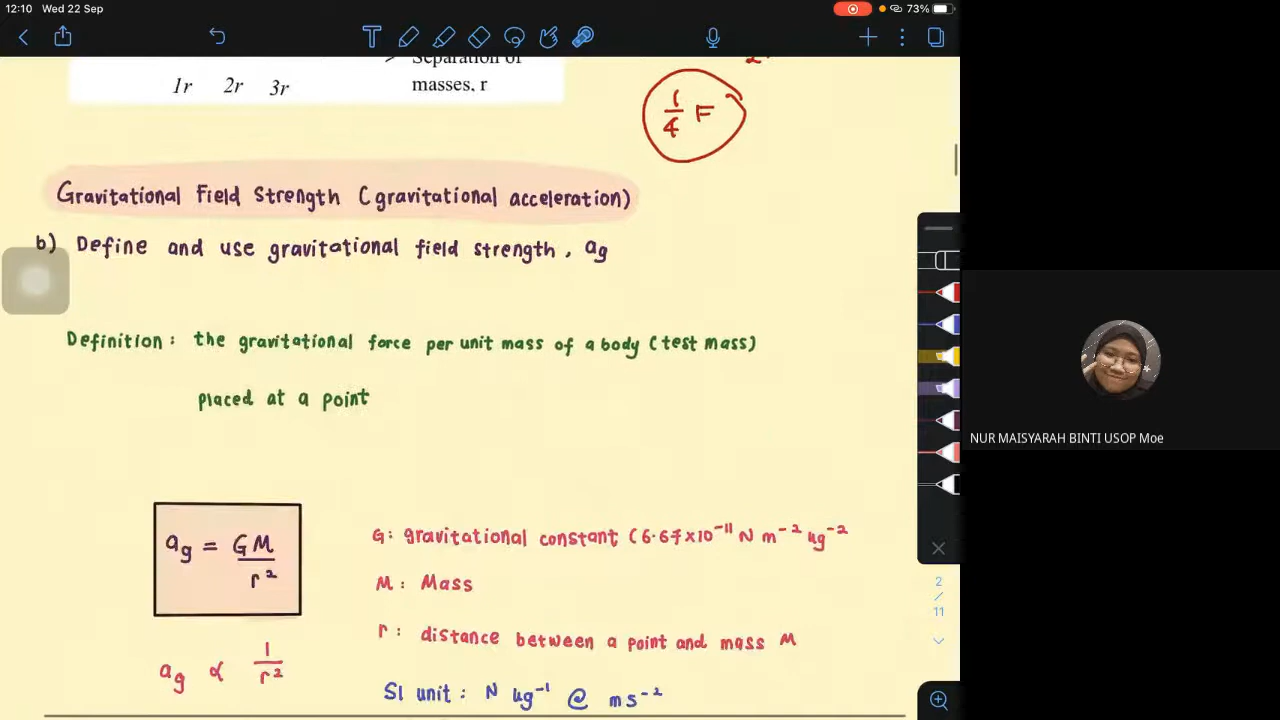 12:10 Wed 22 Sep
73%
Separation of
masses, r
1r 2r 3r
1/4 F
Gravitational Field Strength (gravitational acceleration)
b) Define and use gravitational field strength, ag
Definition: the gravitational force per unit mass of a body (test mass)
placed at a point
ag = GM/r²
G: gravitational constant (6.67×10⁻¹¹ N m⁻² kg⁻²
M: Mass
r: distance between a point and mass M
ag ∝ 1/r²
SI unit: N kg⁻¹ @ ms⁻²
2
/
11
NUR MAISYARAH BINTI USOP Moe